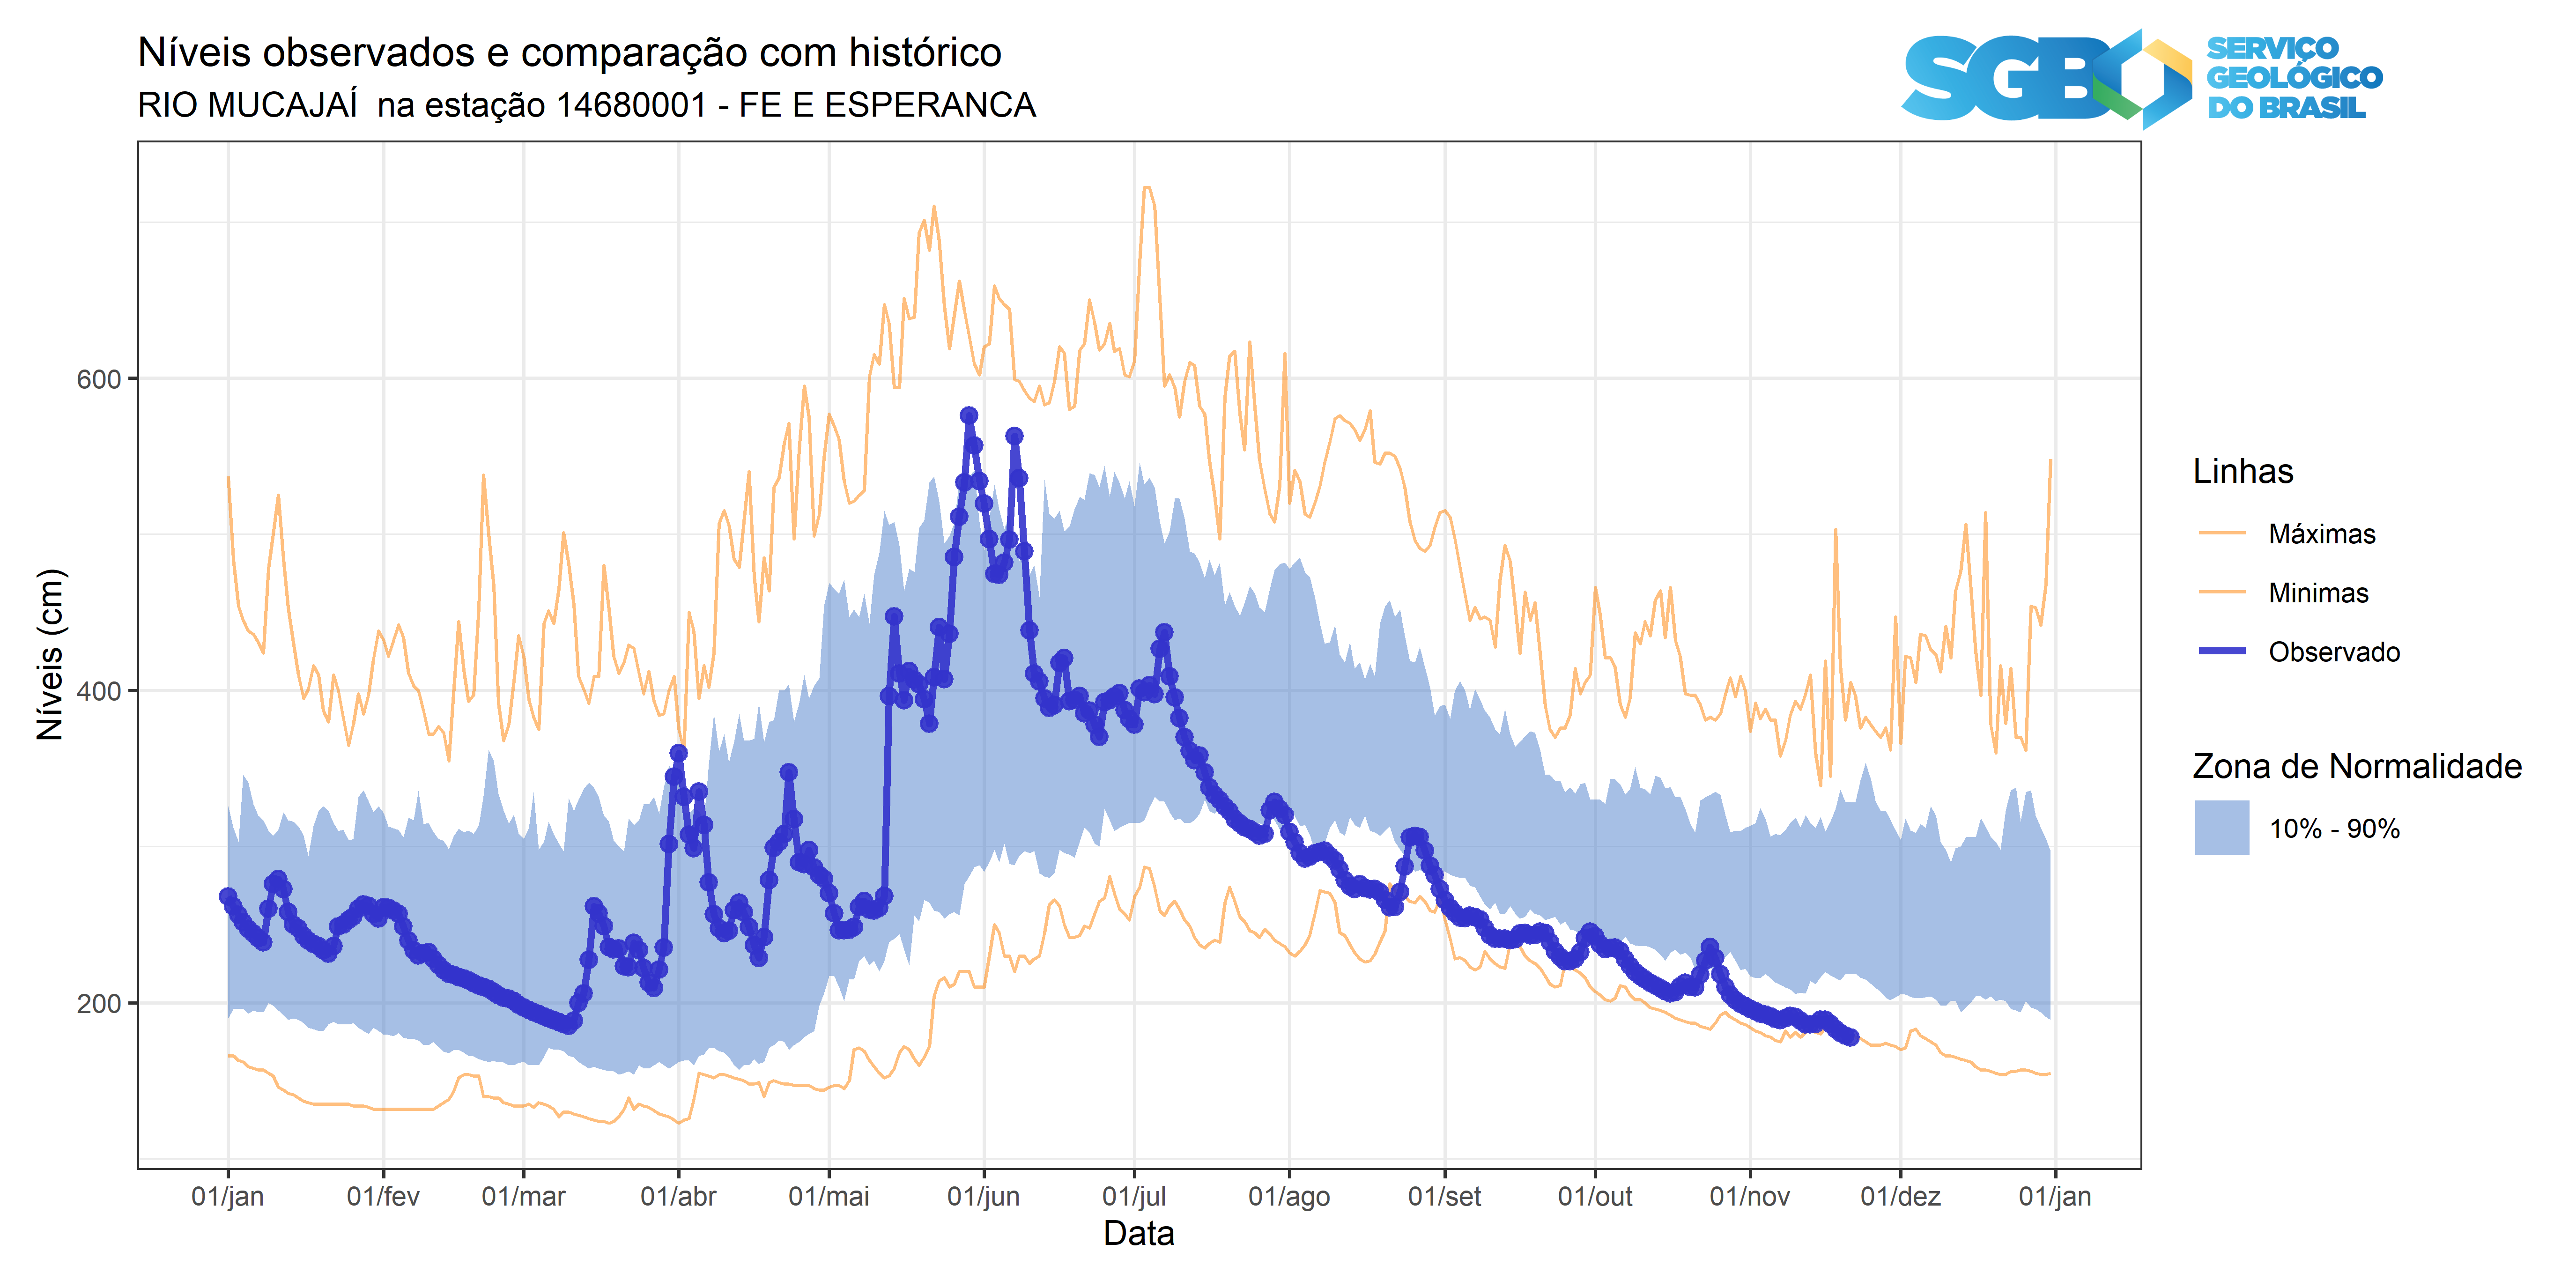 Níveis observados e comparação com histórico
RIO MUCAJAÍ  na estação 14680001 - FE E ESPERANCA
SGB
SERVIÇO
GEOLÓGICO
DO BRASIL
Níveis (cm)
600
400
200
01/jan
01/fev
01/mar
01/abr
01/mai
01/jun
01/jul
01/ago
01/set
01/out
01/nov
01/dez
01/jan
Data
Linhas
Máximas
Minimas
Observado
Zona de Normalidade
10% - 90%